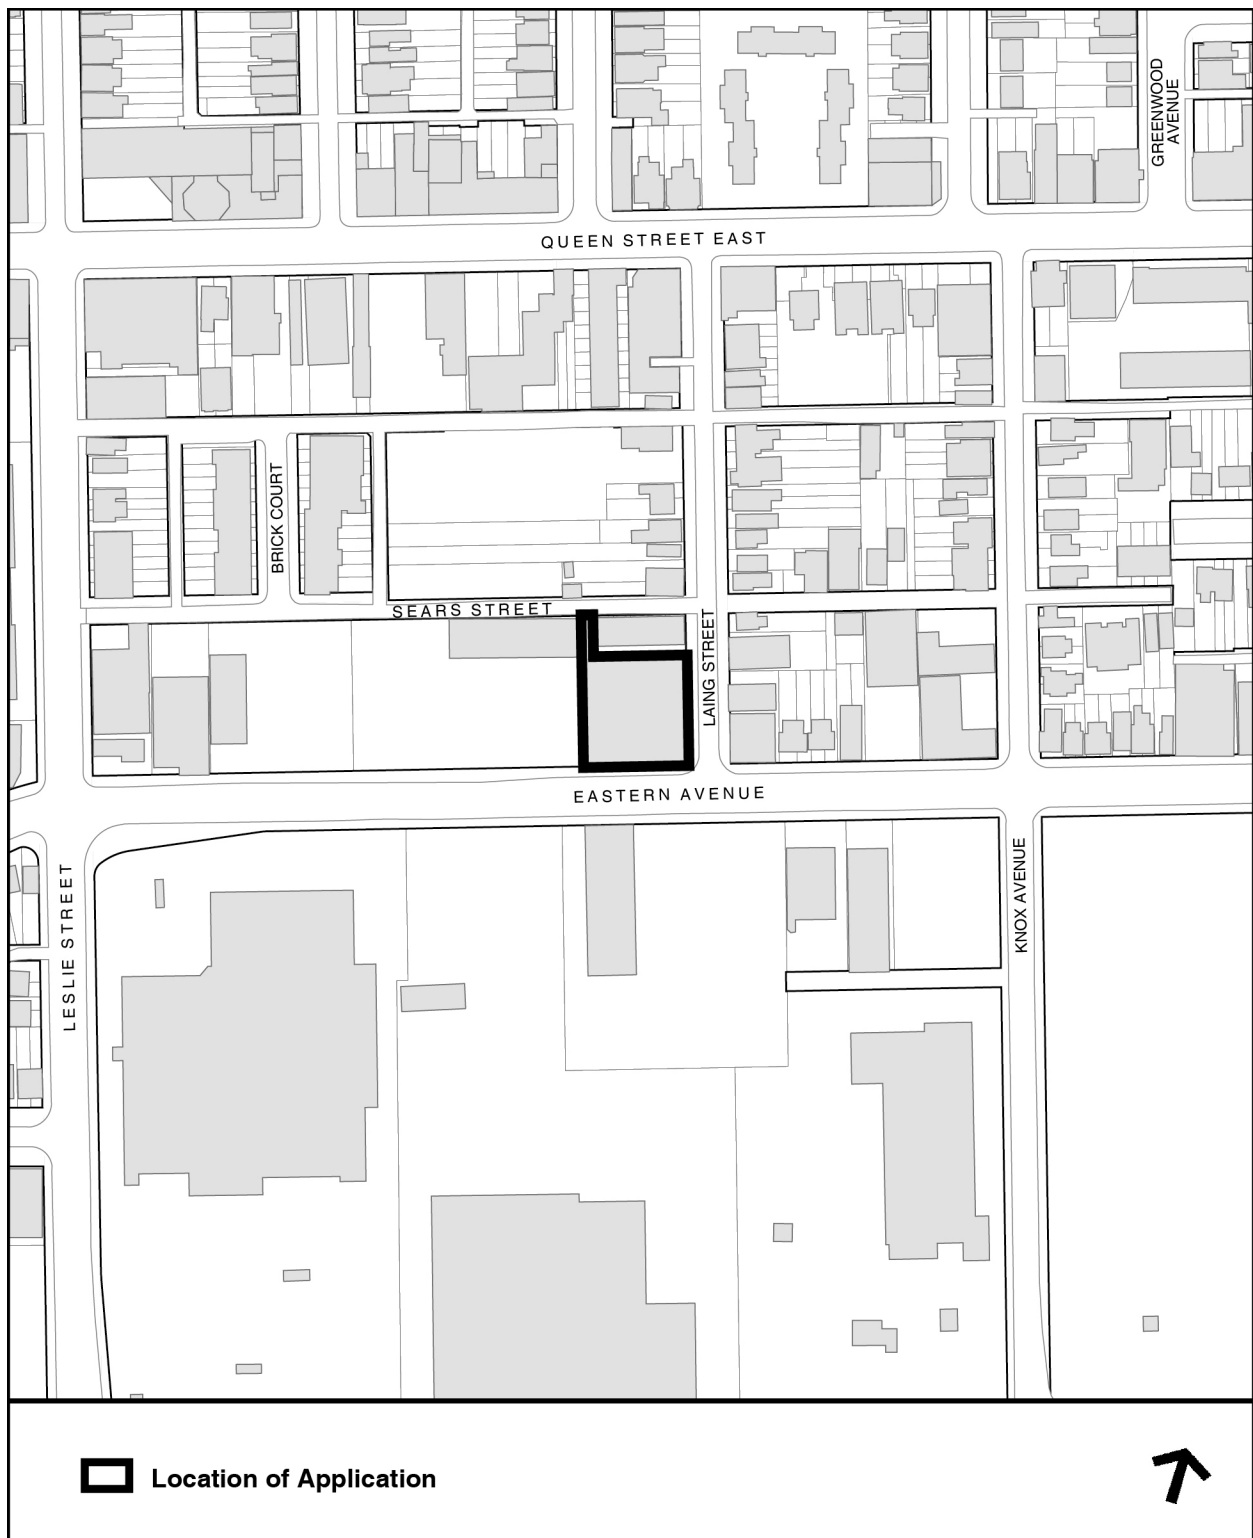 GREENWOOD
AVENUE
QUEEN STREET EAST
BRICK COURT
SEARS STREET
LAING STREET
EASTERN AVENUE
LESLIE STREET
KNOX AVENUE
Location of Application